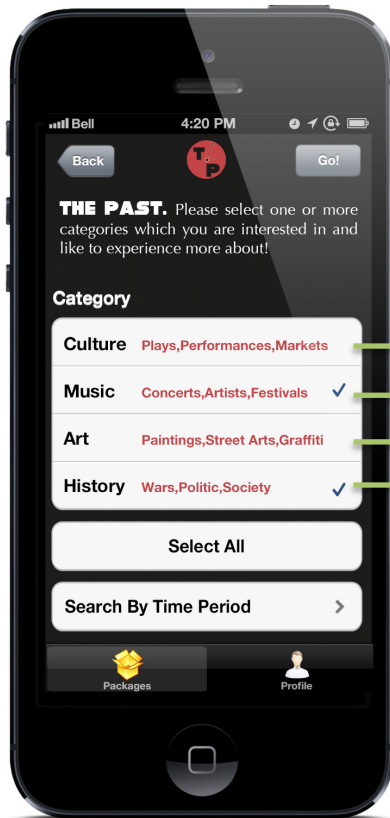 Bell 4:20 PM
Back T.P Go!
THE PAST. Please select one or more
categories which you are interested in and
like to experience more about!
Category
Culture Plays,Performances,Markets
Music Concerts,Artists,Festivals
Art Paintings,Street Arts,Graffiti
History Wars,Politic,Society
Select All
Search By Time Period
Packages Profile